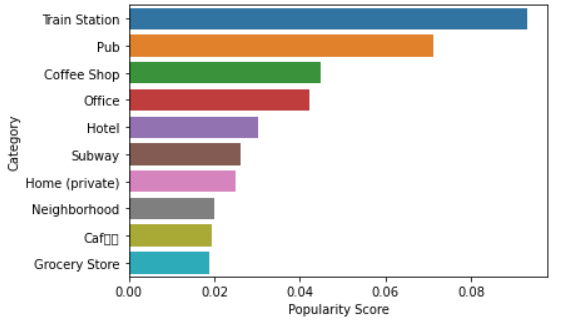 Train Station
Pub
Coffee Shop
Office
Hotel
Subway
Home (private)
Neighborhood
Caf▯▯
Grocery Store
Category
0.00 0.02 0.04 0.06 0.08
Popularity Score